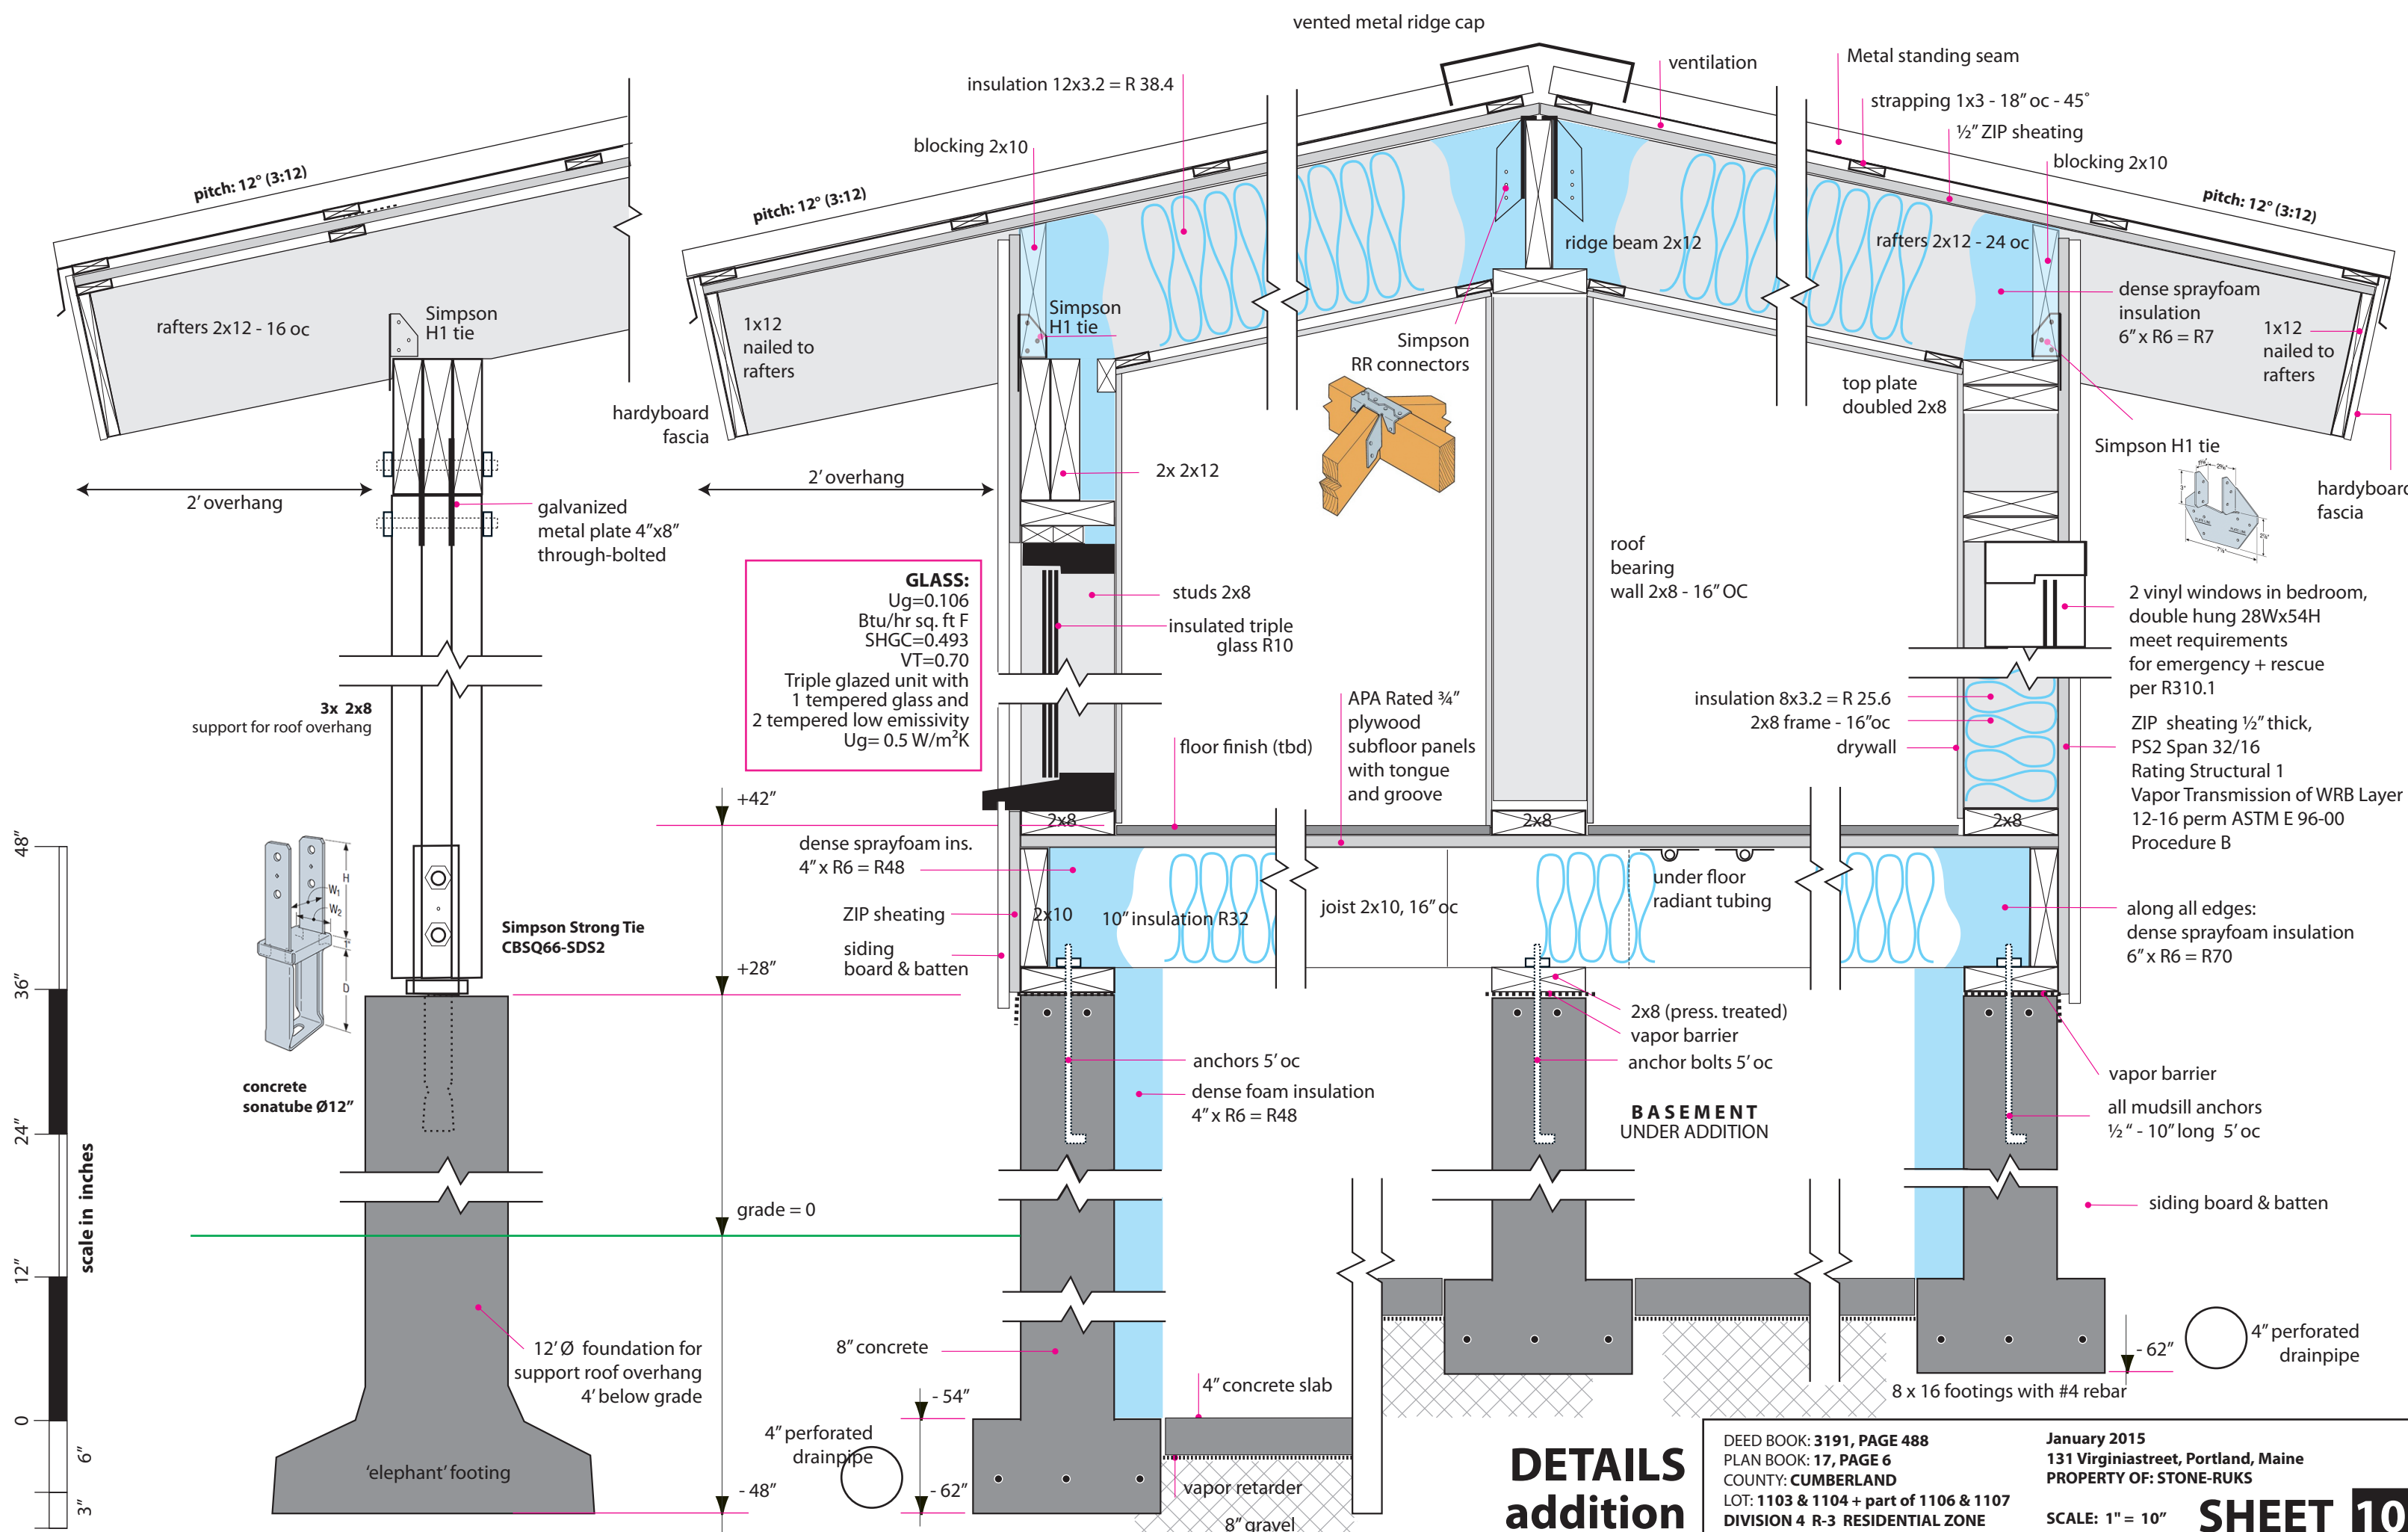 vented metal ridge cap
insulation 12x3.2 = R 38.4
ventilation
Metal standing seam
strapping 1x3 - 18” oc - 45˚
½” ZIP sheating
blocking 2x10
blocking 2x10
pitch: 12° (3:12)
pitch: 12° (3:12)
pitch: 12° (3:12)
rafters 2x12 - 16 oc
Simpson
H1 tie
1x12
nailed to
rafters
Simpson
H1 tie
ridge beam 2x12
rafters 2x12 - 24 oc
dense sprayfoam
insulation
6” x R6 = R7
1x12
nailed to
rafters
Simpson
RR connectors
top plate
doubled 2x8
hardyboard
fascia
Simpson H1 tie
hardyboard
fascia
2’ overhang
2’ overhang
2x 2x12
galvanized
metal plate 4”x8”
through-bolted
roof
bearing
wall 2x8 - 16” OC
GLASS:
Ug=0.106
Btu/hr sq. ft F
SHGC=0.493
VT=0.70
Triple glazed unit with
1 tempered glass and
2 tempered low emissivity
Ug= 0.5 W/m²K
studs 2x8
insulated triple
glass R10
2 vinyl windows in bedroom,
double hung 28Wx54H
meet requirements
for emergency + rescue
per R310.1
3x 2x8
support for roof overhang
APA Rated ¾”
plywood
subfloor panels
with tongue
and groove
insulation 8x3.2 = R 25.6
2x8 frame - 16”oc
drywall
floor finish (tbd)
ZIP sheating ½” thick,
PS2 Span 32/16
Rating Structural 1
Vapor Transmission of WRB Layer
12-16 perm ASTM E 96-00
Procedure B
+42”
2x8
2x8
2x8
dense sprayfoam ins.
4” x R6 = R48
H
W1
W2
1”
D
ZIP sheating
2x10
10” insulation R32
joist 2x10, 16” oc
under floor
radiant tubing
along all edges:
dense sprayfoam insulation
6” x R6 = R70
Simpson Strong Tie
CBSQ66-SDS2
siding
board & batten
+28”
2x8 (press. treated)
vapor barrier
anchor bolts 5’ oc
anchors 5’ oc
dense foam insulation
4” x R6 = R48
vapor barrier
all mudsill anchors
½ “ - 10” long 5’ oc
concrete
sonatube Ø12”
BASEMENT
UNDER ADDITION
48”
36”
24”
12”
0
6”
3”
scale in inches
grade = 0
siding board & batten
12’ Ø foundation for
support roof overhang
4’ below grade
8” concrete
4” concrete slab
- 62”
4” perforated
drainpipe
8 x 16 footings with #4 rebar
- 54”
4” perforated
drainpipe
‘elephant’ footing
- 48”
- 62”
vapor retarder
8” gravel
DETAILS
addition
DEED BOOK: 3191, PAGE 488
PLAN BOOK: 17, PAGE 6
COUNTY: CUMBERLAND
LOT: 1103 & 1104 + part of 1106 & 1107
DIVISION 4 R-3 RESIDENTIAL ZONE
January 2015
131 Virginiastreet, Portland, Maine
PROPERTY OF: STONE-RUKS
SCALE: 1" = 10”
SHEET 10